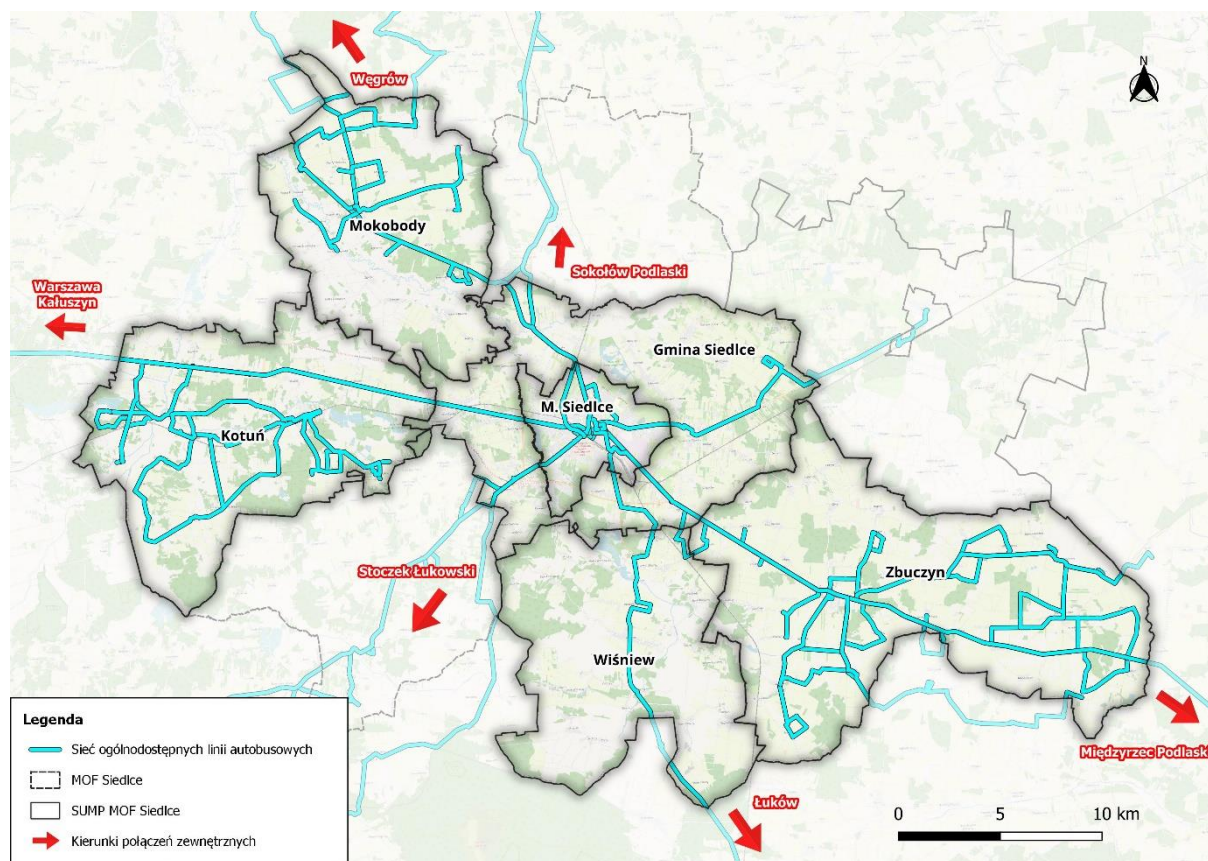 N
Węgrów
Mokobody
Sokołów Podlaski
Warszawa
Kałuszyn
Gmina Siedlce
M. Siedlce
Kotuń
Stoczek Łukowski
Zbuczyn
Wiśniew
Międzyrzec Podlaski
Łuków
0 5 10 km
Legenda
Sieć ogólnodostępnych linii autobusowych
MOF Siedlce
SUMP MOF Siedlce
Kierunki połączeń zewnętrznych